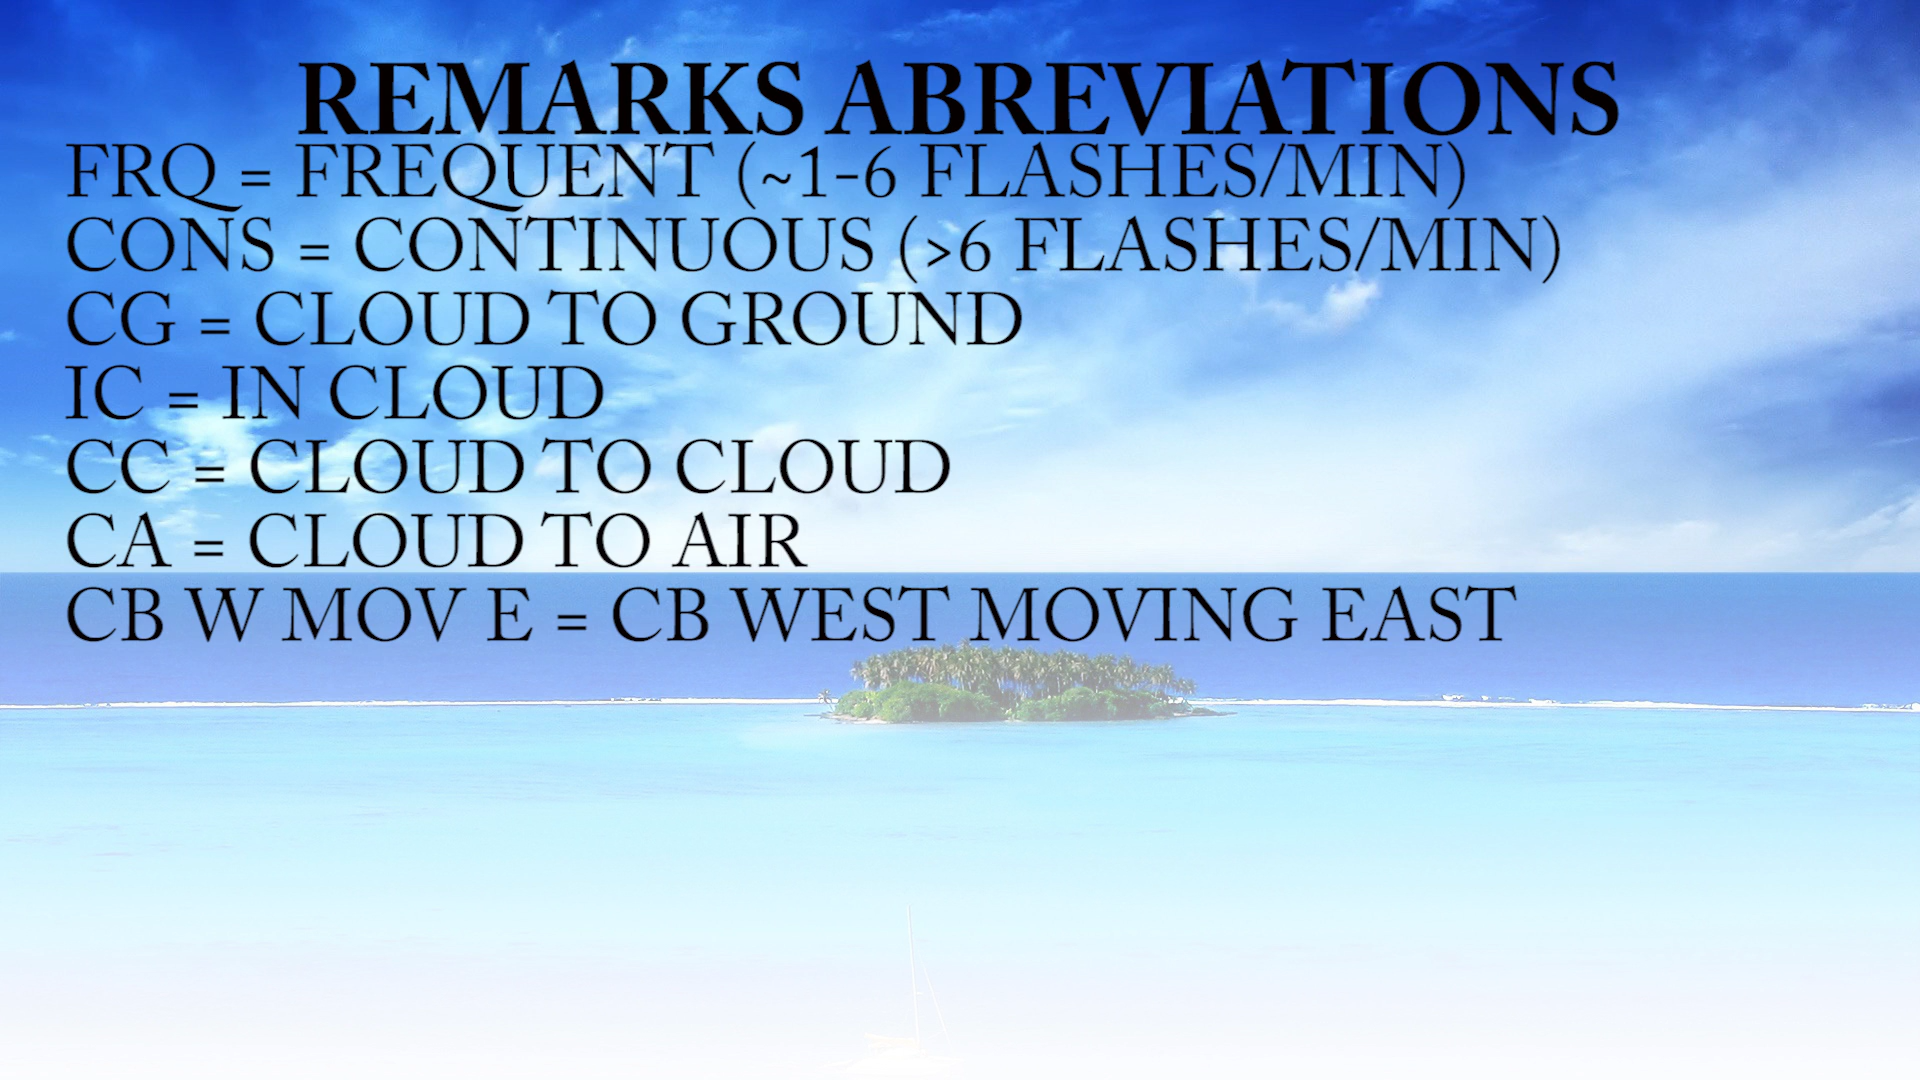 REMARKS ABREVIATIONS
FRQ = FREQUENT (~1-6 FLASHES/MIN)
CONS = CONTINUOUS (>6 FLASHES/MIN)
CG = CLOUD TO GROUND
IC = IN CLOUD
CC = CLOUD TO CLOUD
CA = CLOUD TO AIR
CB W MOV E = CB WEST MOVING EAST